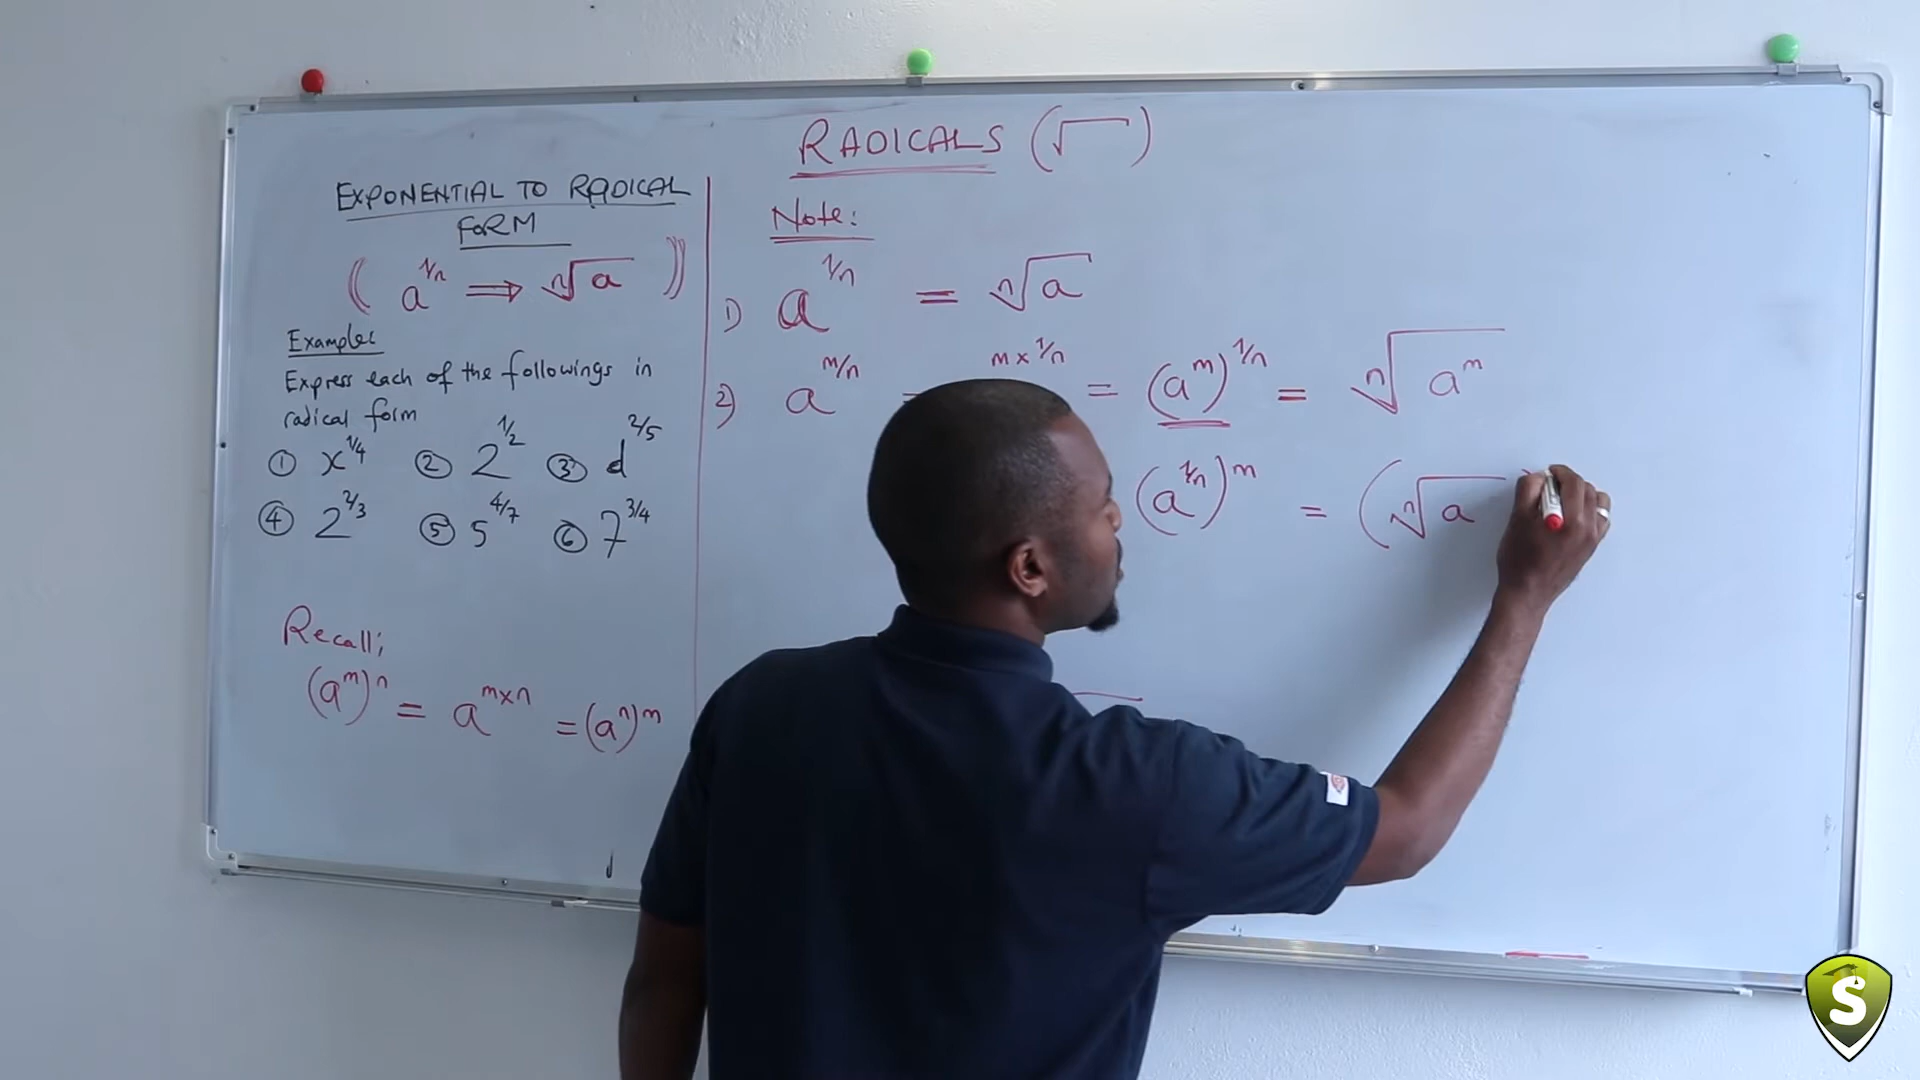 RADICALS (√ )
EXPONENTIAL TO RADICAL
FORM
( a^1/n ⟹ ⁿ√a )
Example:
Express each of the followings in
radical form
① x^1/4 ② 2^1/2 ③ d^2/5
④ 2^2/3 ⑤ 5^4/7 ⑥ 7^3/4
Recall;
(a^m)^n = a^m×n = (a^n)^m
Note:
1) a^1/n = ⁿ√a
2) a^m/n = m×1/n = (a^m)^1/n = ⁿ√a^m
(a^1/n)^m = (ⁿ√a )
S